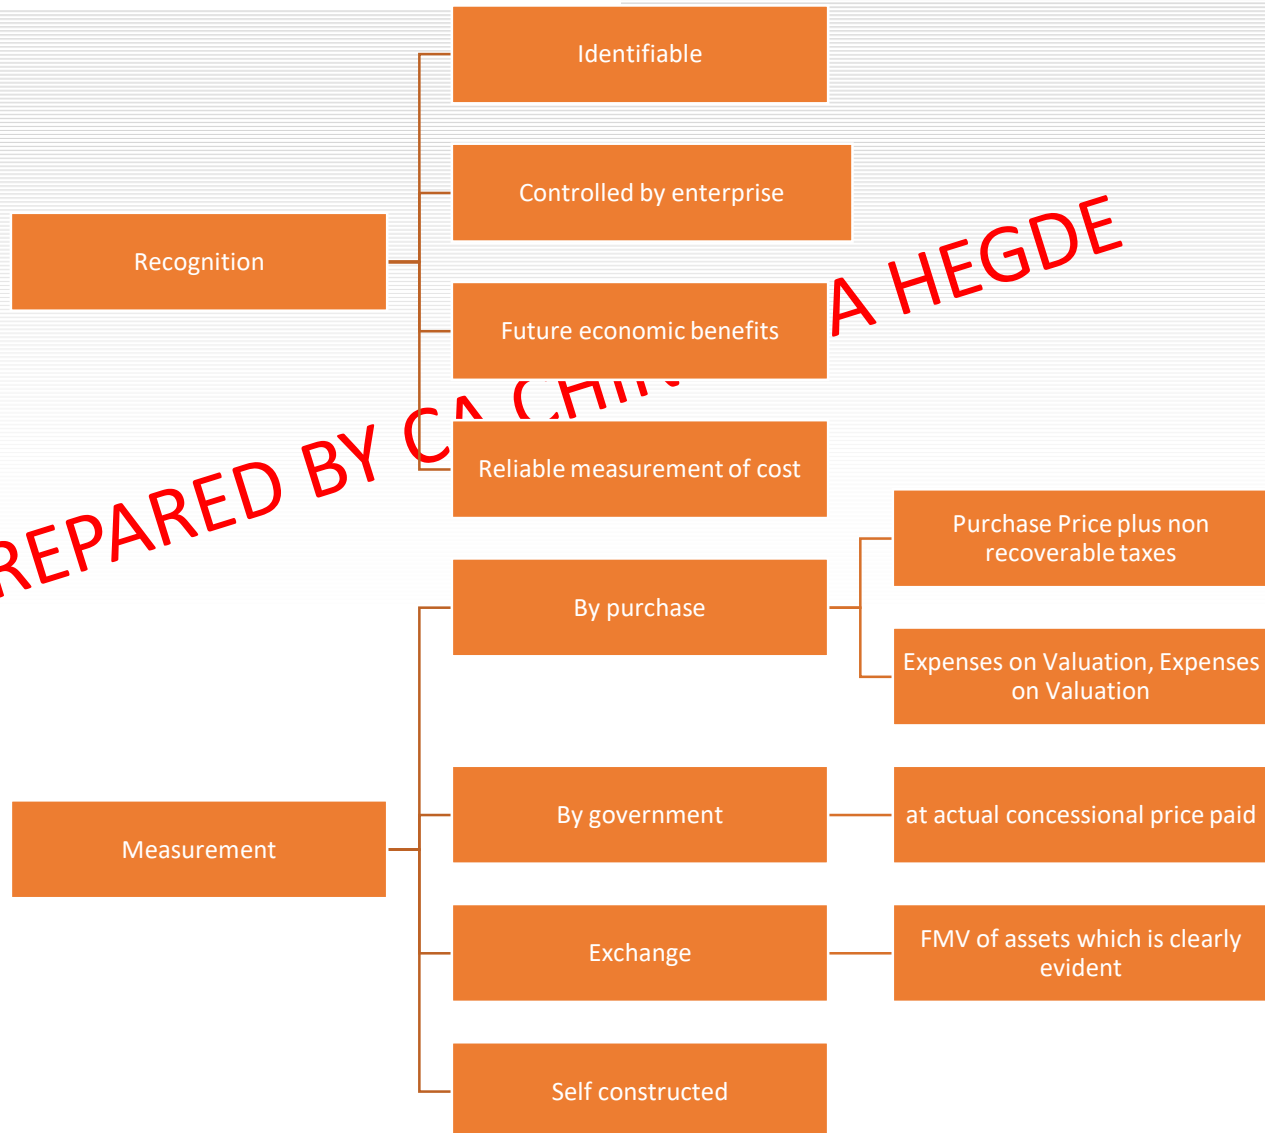 Identifiable
Controlled by enterprise
Recognition
Future economic benefits
Reliable measurement of cost
REPARED BY CA A HEGDE
Purchase Price plus non
recoverable taxes
By purchase
Expenses on Valuation, Expenses
on Valuation
By government
at actual concessional price paid
Measurement
Exchange
FMV of assets which is clearly
evident
Self constructed